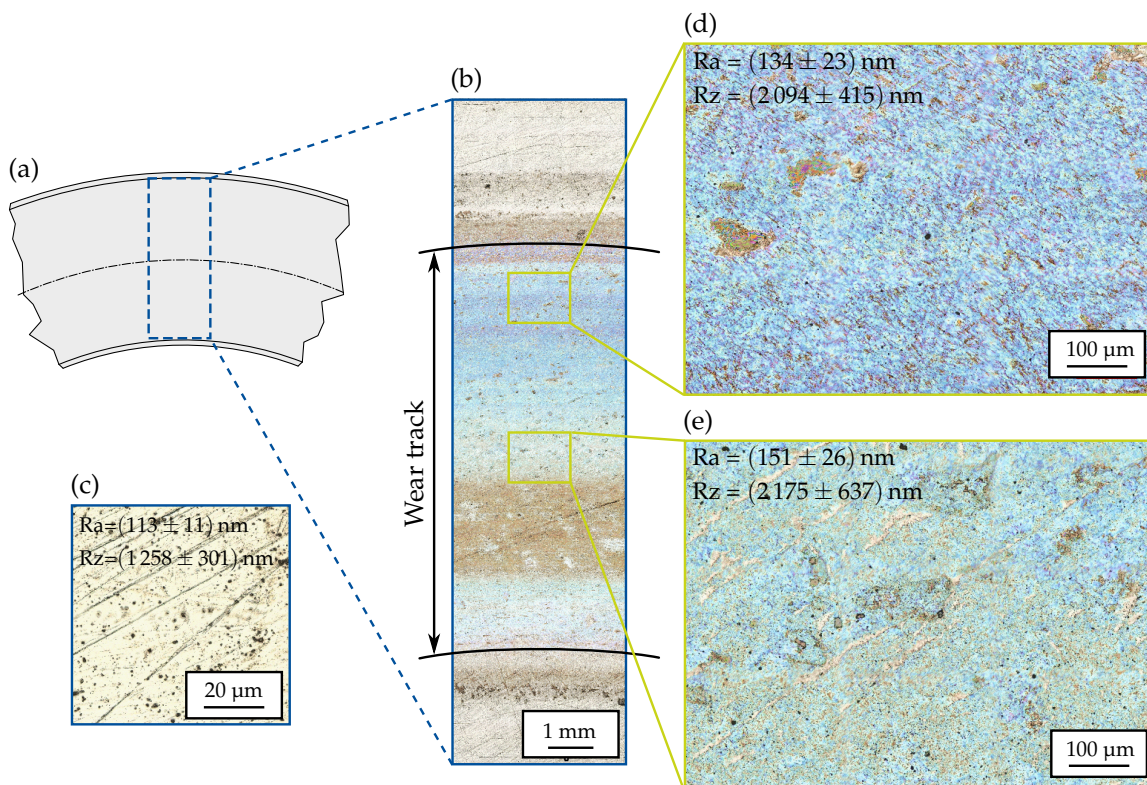 (a)
(b)
Wear track
1 mm
(c)
Ra=(113 ± 11) nm
Rz=(1 258 ± 301) nm
20 µm
(d)
Ra = (134 ± 23) nm
Rz = (2 094 ± 415) nm
100 µm
(e)
Ra = (151 ± 26) nm
Rz = (2 175 ± 637) nm
100 µm